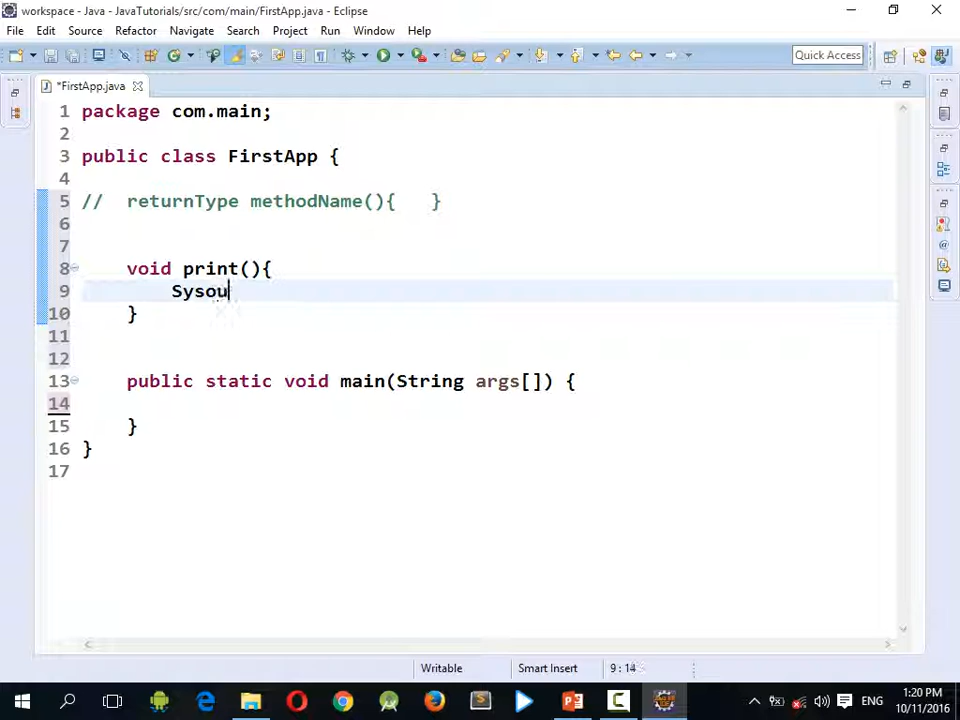 workspace - Java - JavaTutorials/src/com/main/FirstApp.java - Eclipse
File Edit Source Refactor Navigate Search Project Run Window Help
Quick Access
*FirstApp.java
1 package com.main;
2
3 public class FirstApp {
4
5 //  returnType methodName(){   }
6
7
8     void print(){
9         Sysou
10     }
11
12
13     public static void main(String args[]) {
14
15     }
16 }
17
Writable Smart Insert 9 : 14
ENG 1:20 PM
10/11/2016